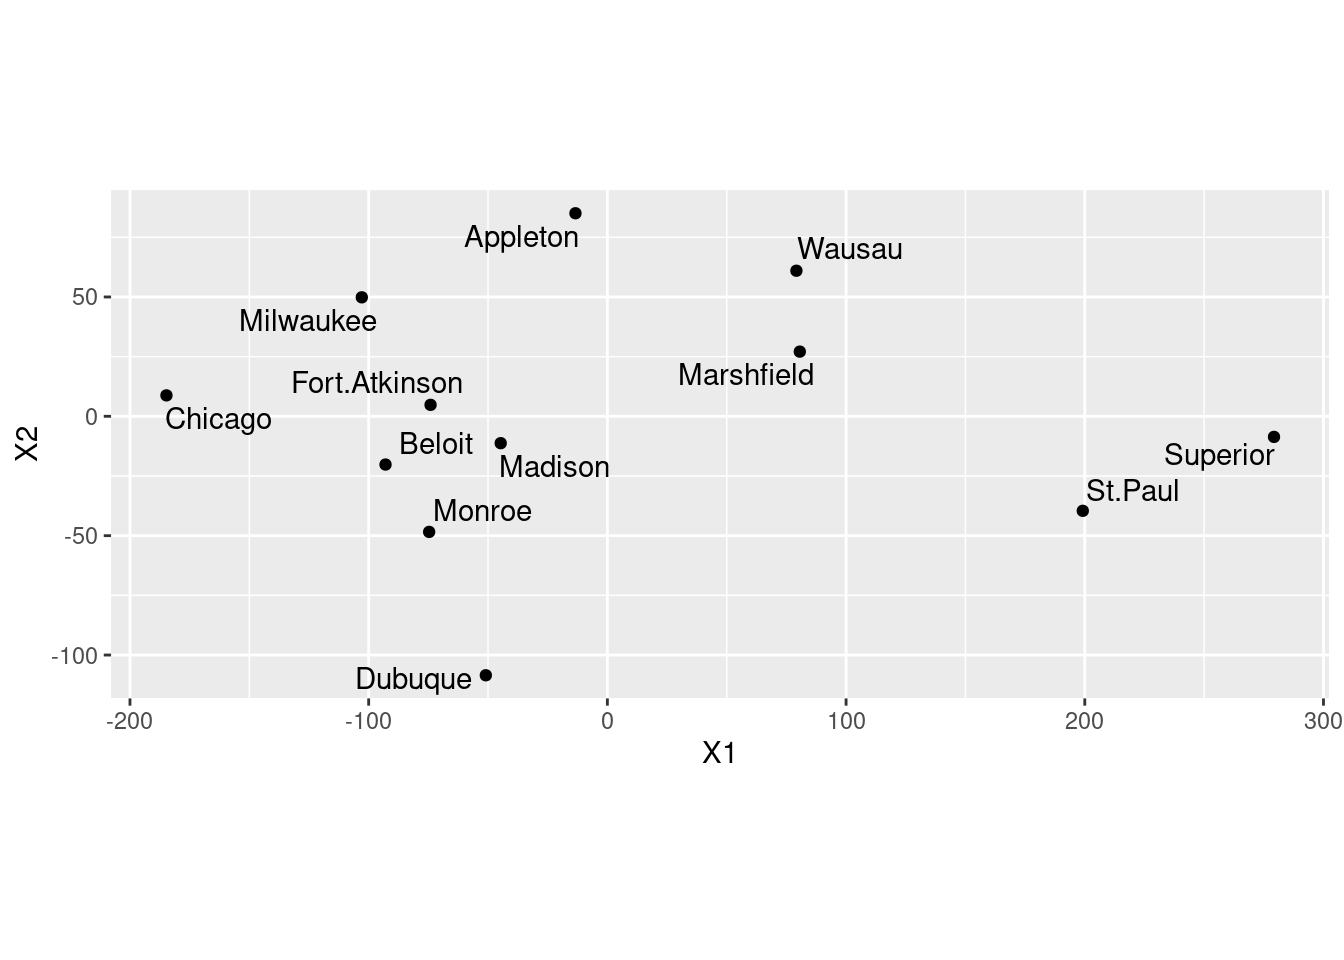 Appleton
Wausau
50
Milwaukee
Marshfield
Fort.Atkinson
0
Chicago
X2
Beloit
Superior
Madison
St.Paul
Monroe
-50
-100
Dubuque
-200
-100
0
100
200
300
X1